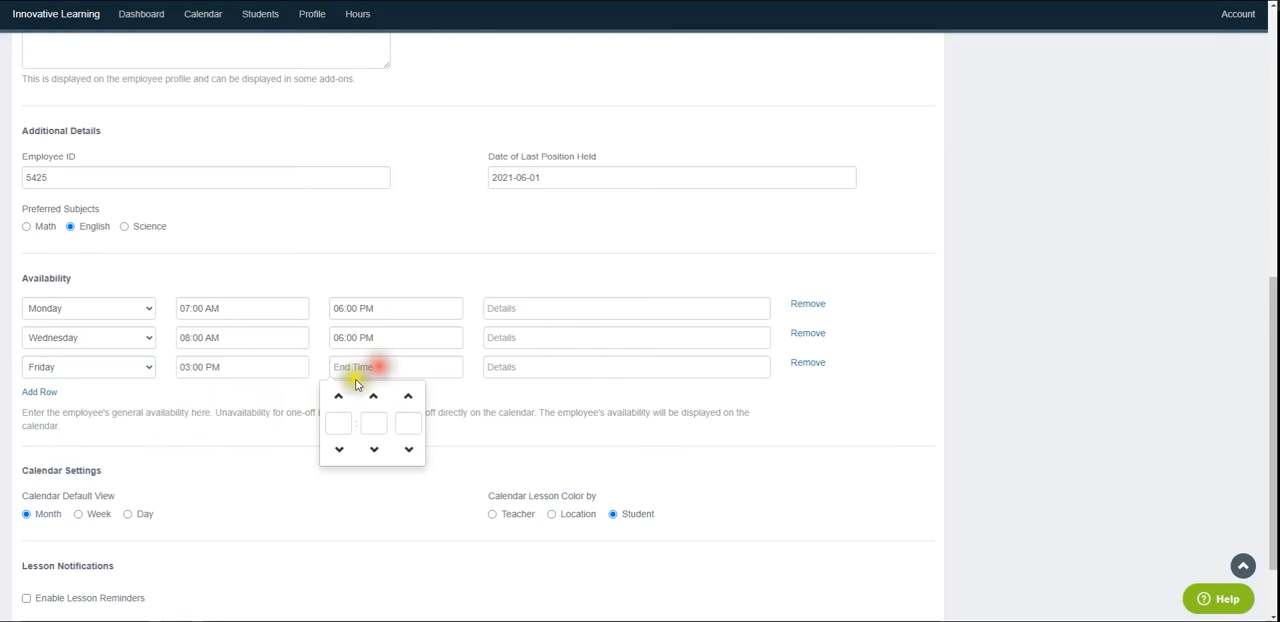 Innovative Learning Dashboard Calendar Students Profile Hours Account
This is displayed on the employee profile and can be displayed in some add-ons.
Additional Details
Employee ID Date of Last Position Held
5425 2021-06-01
Preferred Subjects
Math English Science
Availability
Monday 07:00 AM 06:00 PM Details Remove
Wednesday 08:00 AM 06:00 PM Details Remove
Friday 03:00 PM End Time Details Remove
Add Row
Enter the employee's general availability here. Unavailability for one-off off directly on the calendar. The employee's availability will be displayed on the
calendar.
:
Calendar Settings
Calendar Default View Calendar Lesson Color by
Month Week Day Teacher Location Student
Lesson Notifications
Enable Lesson Reminders
Help